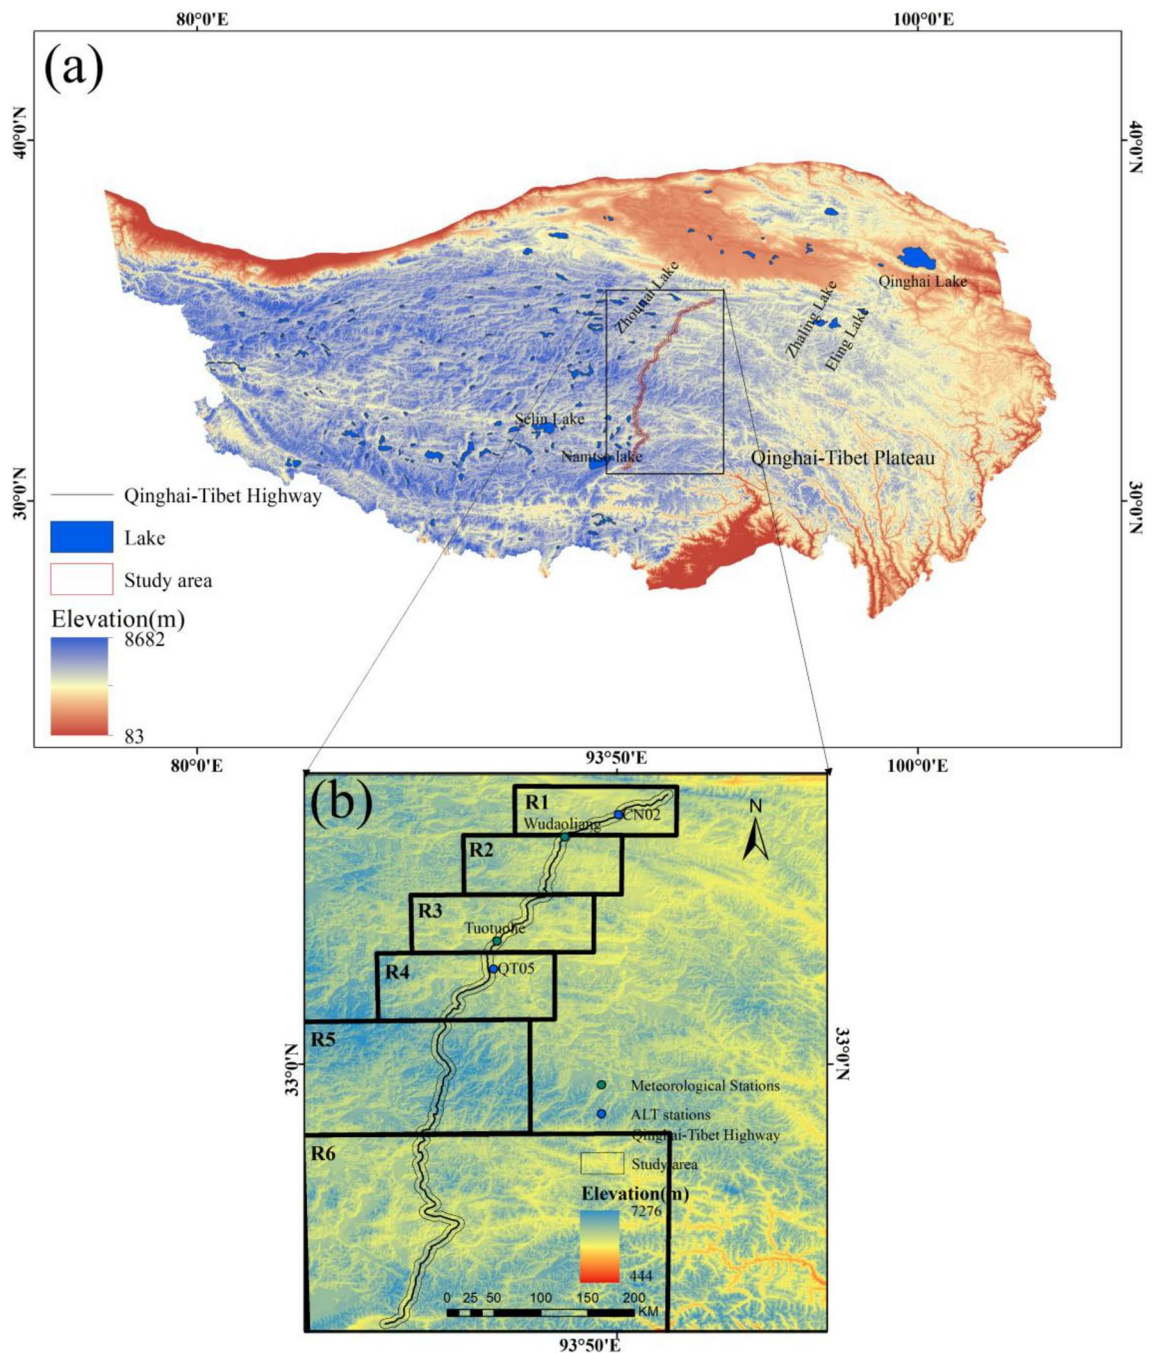 80°0'E
100°0'E
(a)
40°0'N
40°0'N
Qinghai Lake
Zhounai Lake
Zhaling Lake
Eling Lake
Selin Lake
Namtso lake
Qinghai-Tibet Plateau
30°0'N
30°0'N
Qinghai-Tibet Highway
Lake
Study area
Elevation(m)
8682
83
80°0'E
93°50'E
100°0'E
(b)
R1
CN02
Wudaoliang
N
R2
R3
Tuotuohe
R4
QT05
R5
33°0'N
33°0'N
Meteorological Stations
ALT stations
Qinghai-Tibet Highway
R6
Study area
Elevation(m)
7276
444
0 25 50 100 150 200
KM
93°50'E